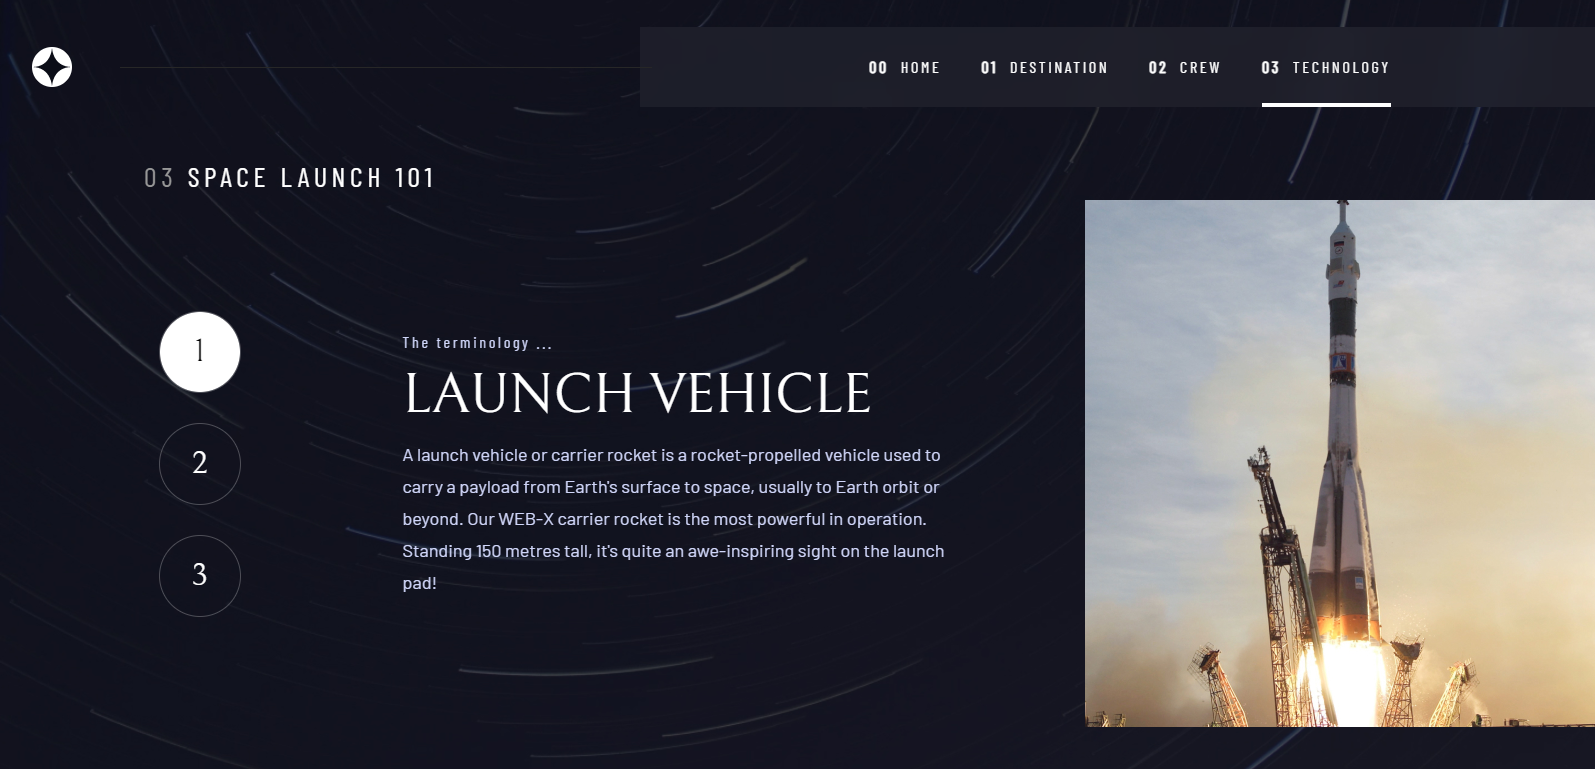 00 HOME
01 DESTINATION
02 CREW
03 TECHNOLOGY
03 SPACE LAUNCH 101
1
2
3
The terminology ...
LAUNCH VEHICLE
A launch vehicle or carrier rocket is a rocket-propelled vehicle used to
carry a payload from Earth's surface to space, usually to Earth orbit or
beyond. Our WEB-X carrier rocket is the most powerful in operation.
Standing 150 metres tall, it's quite an awe-inspiring sight on the launch
pad!